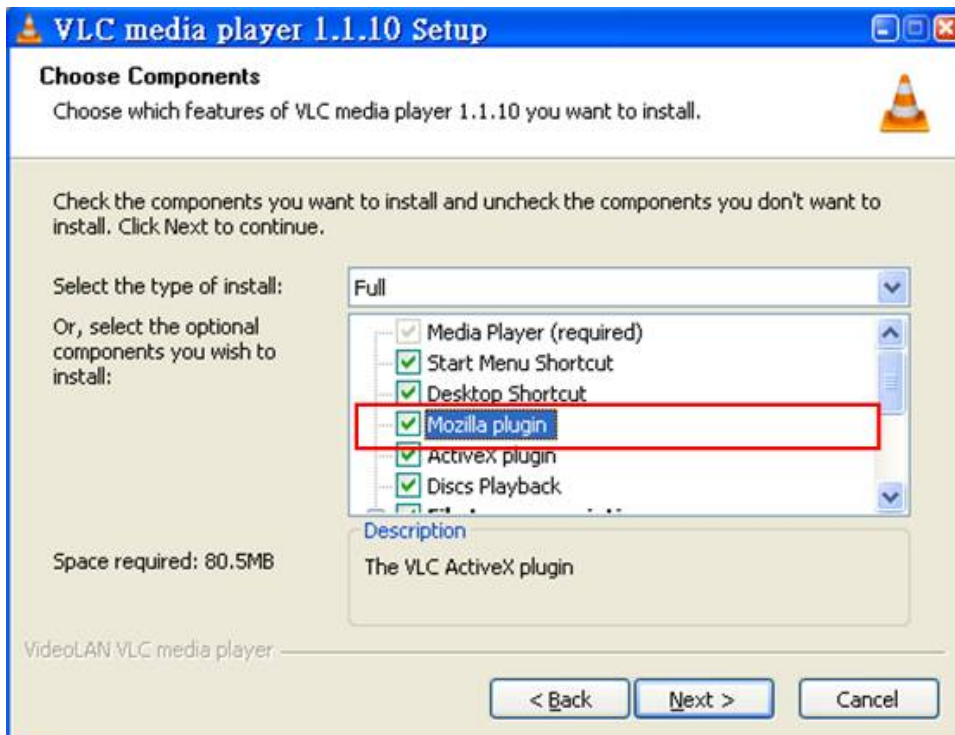 VLC media player 1.1.10 Setup
Choose Components
Choose which features of VLC media player 1.1.10 you want to install.
Check the components you want to install and uncheck the components you don't want to
install. Click Next to continue.
Select the type of install:
Full
Or, select the optional
components you wish to
install:
Media Player (required)
Start Menu Shortcut
Desktop Shortcut
Mozilla plugin
ActiveX plugin
Discs Playback
Space required: 80.5MB
Description
The VLC ActiveX plugin
VideoLAN VLC media player
< Back
Next >
Cancel